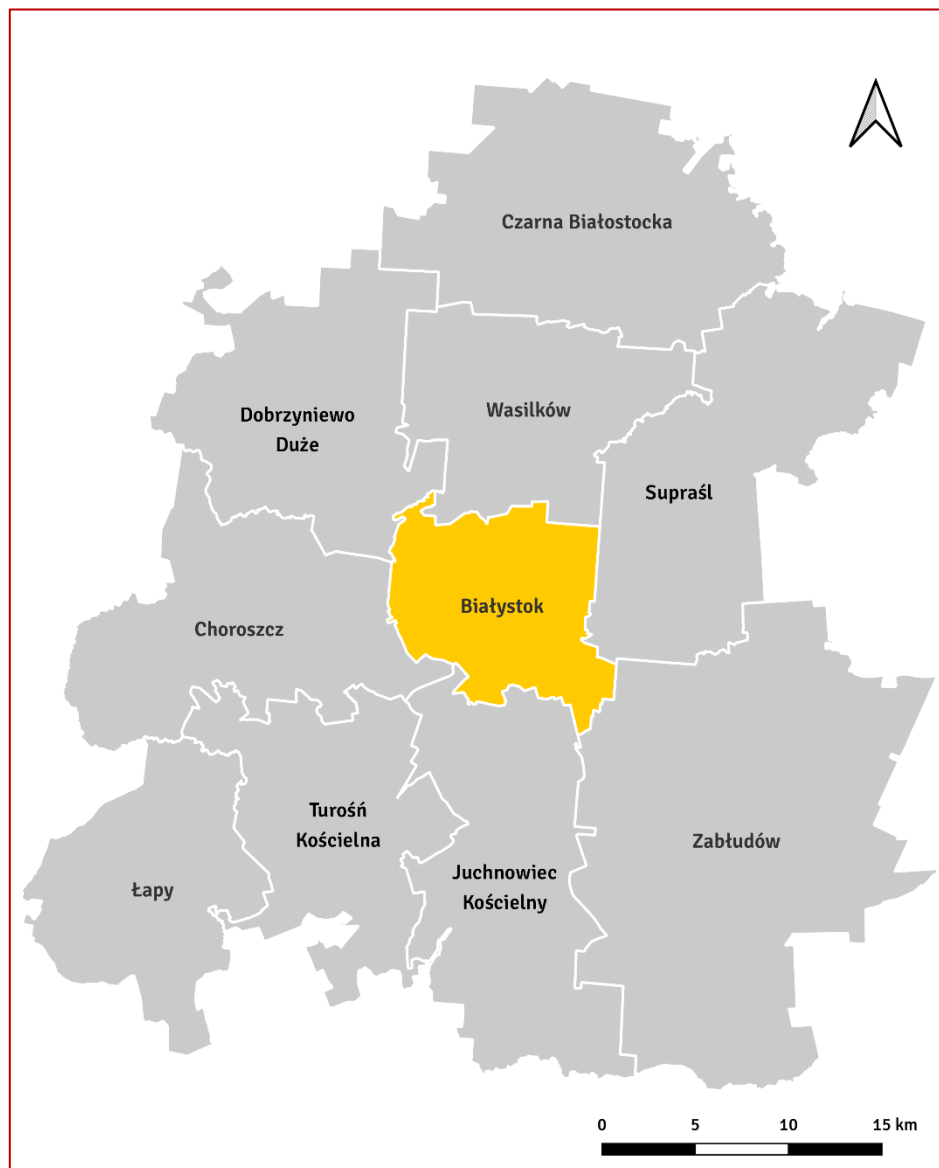 Czarna Białostocka
Dobrzyniewo
Duże
Wasilków
Supraśl
Białystok
Choroszcz
Turośń
Kościelna
Zabłudów
Juchnowiec
Kościelny
Łapy
0 5 10 15 km